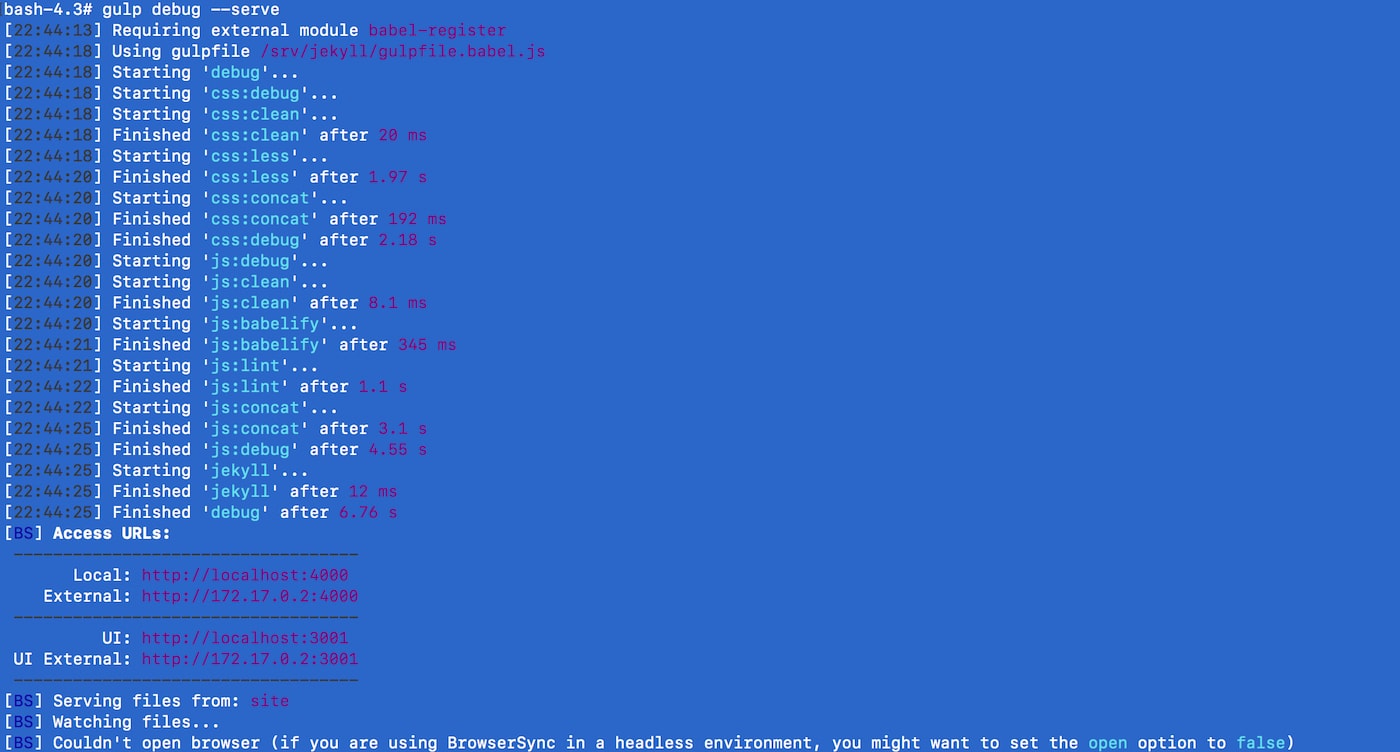 bash-4.3# gulp debug --serve
[22:44:13] Requiring external module babel-register
[22:44:18] Using gulpfile /srv/jekyll/gulpfile.babel.js
[22:44:18] Starting 'debug'...
[22:44:18] Starting 'css:debug'...
[22:44:18] Starting 'css:clean'...
[22:44:18] Finished 'css:clean' after 20 ms
[22:44:18] Starting 'css:less'...
[22:44:20] Finished 'css:less' after 1.97 s
[22:44:20] Starting 'css:concat'...
[22:44:20] Finished 'css:concat' after 192 ms
[22:44:20] Finished 'css:debug' after 2.18 s
[22:44:20] Starting 'js:debug'...
[22:44:20] Starting 'js:clean'...
[22:44:20] Finished 'js:clean' after 8.1 ms
[22:44:20] Starting 'js:babelify'...
[22:44:21] Finished 'js:babelify' after 345 ms
[22:44:21] Starting 'js:lint'...
[22:44:22] Finished 'js:lint' after 1.1 s
[22:44:22] Starting 'js:concat'...
[22:44:25] Finished 'js:concat' after 3.1 s
[22:44:25] Finished 'js:debug' after 4.55 s
[22:44:25] Starting 'jekyll'...
[22:44:25] Finished 'jekyll' after 12 ms
[22:44:25] Finished 'debug' after 6.76 s
[BS] Access URLs:
-----------------------------------
Local: http://localhost:4000
External: http://172.17.0.2:4000
-----------------------------------
UI: http://localhost:3001
UI External: http://172.17.0.2:3001
-----------------------------------
[BS] Serving files from: site
[BS] Watching files...
[BS] Couldn't open browser (if you are using BrowserSync in a headless environment, you might want to set the open option to false)